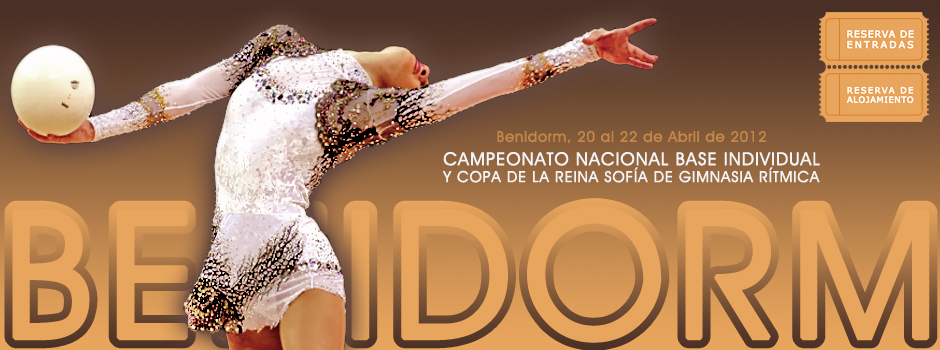 RESERVA DE
ENTRADAS
RESERVA DE
ALOJAMIENTO
Benidorm, 20 al 22 de Abril de 2012
CAMPEONATO NACIONAL BASE INDIVIDUAL
Y COPA DE LA REINA SOFÍA DE GIMNASIA RÍTMICA
BENIDORM